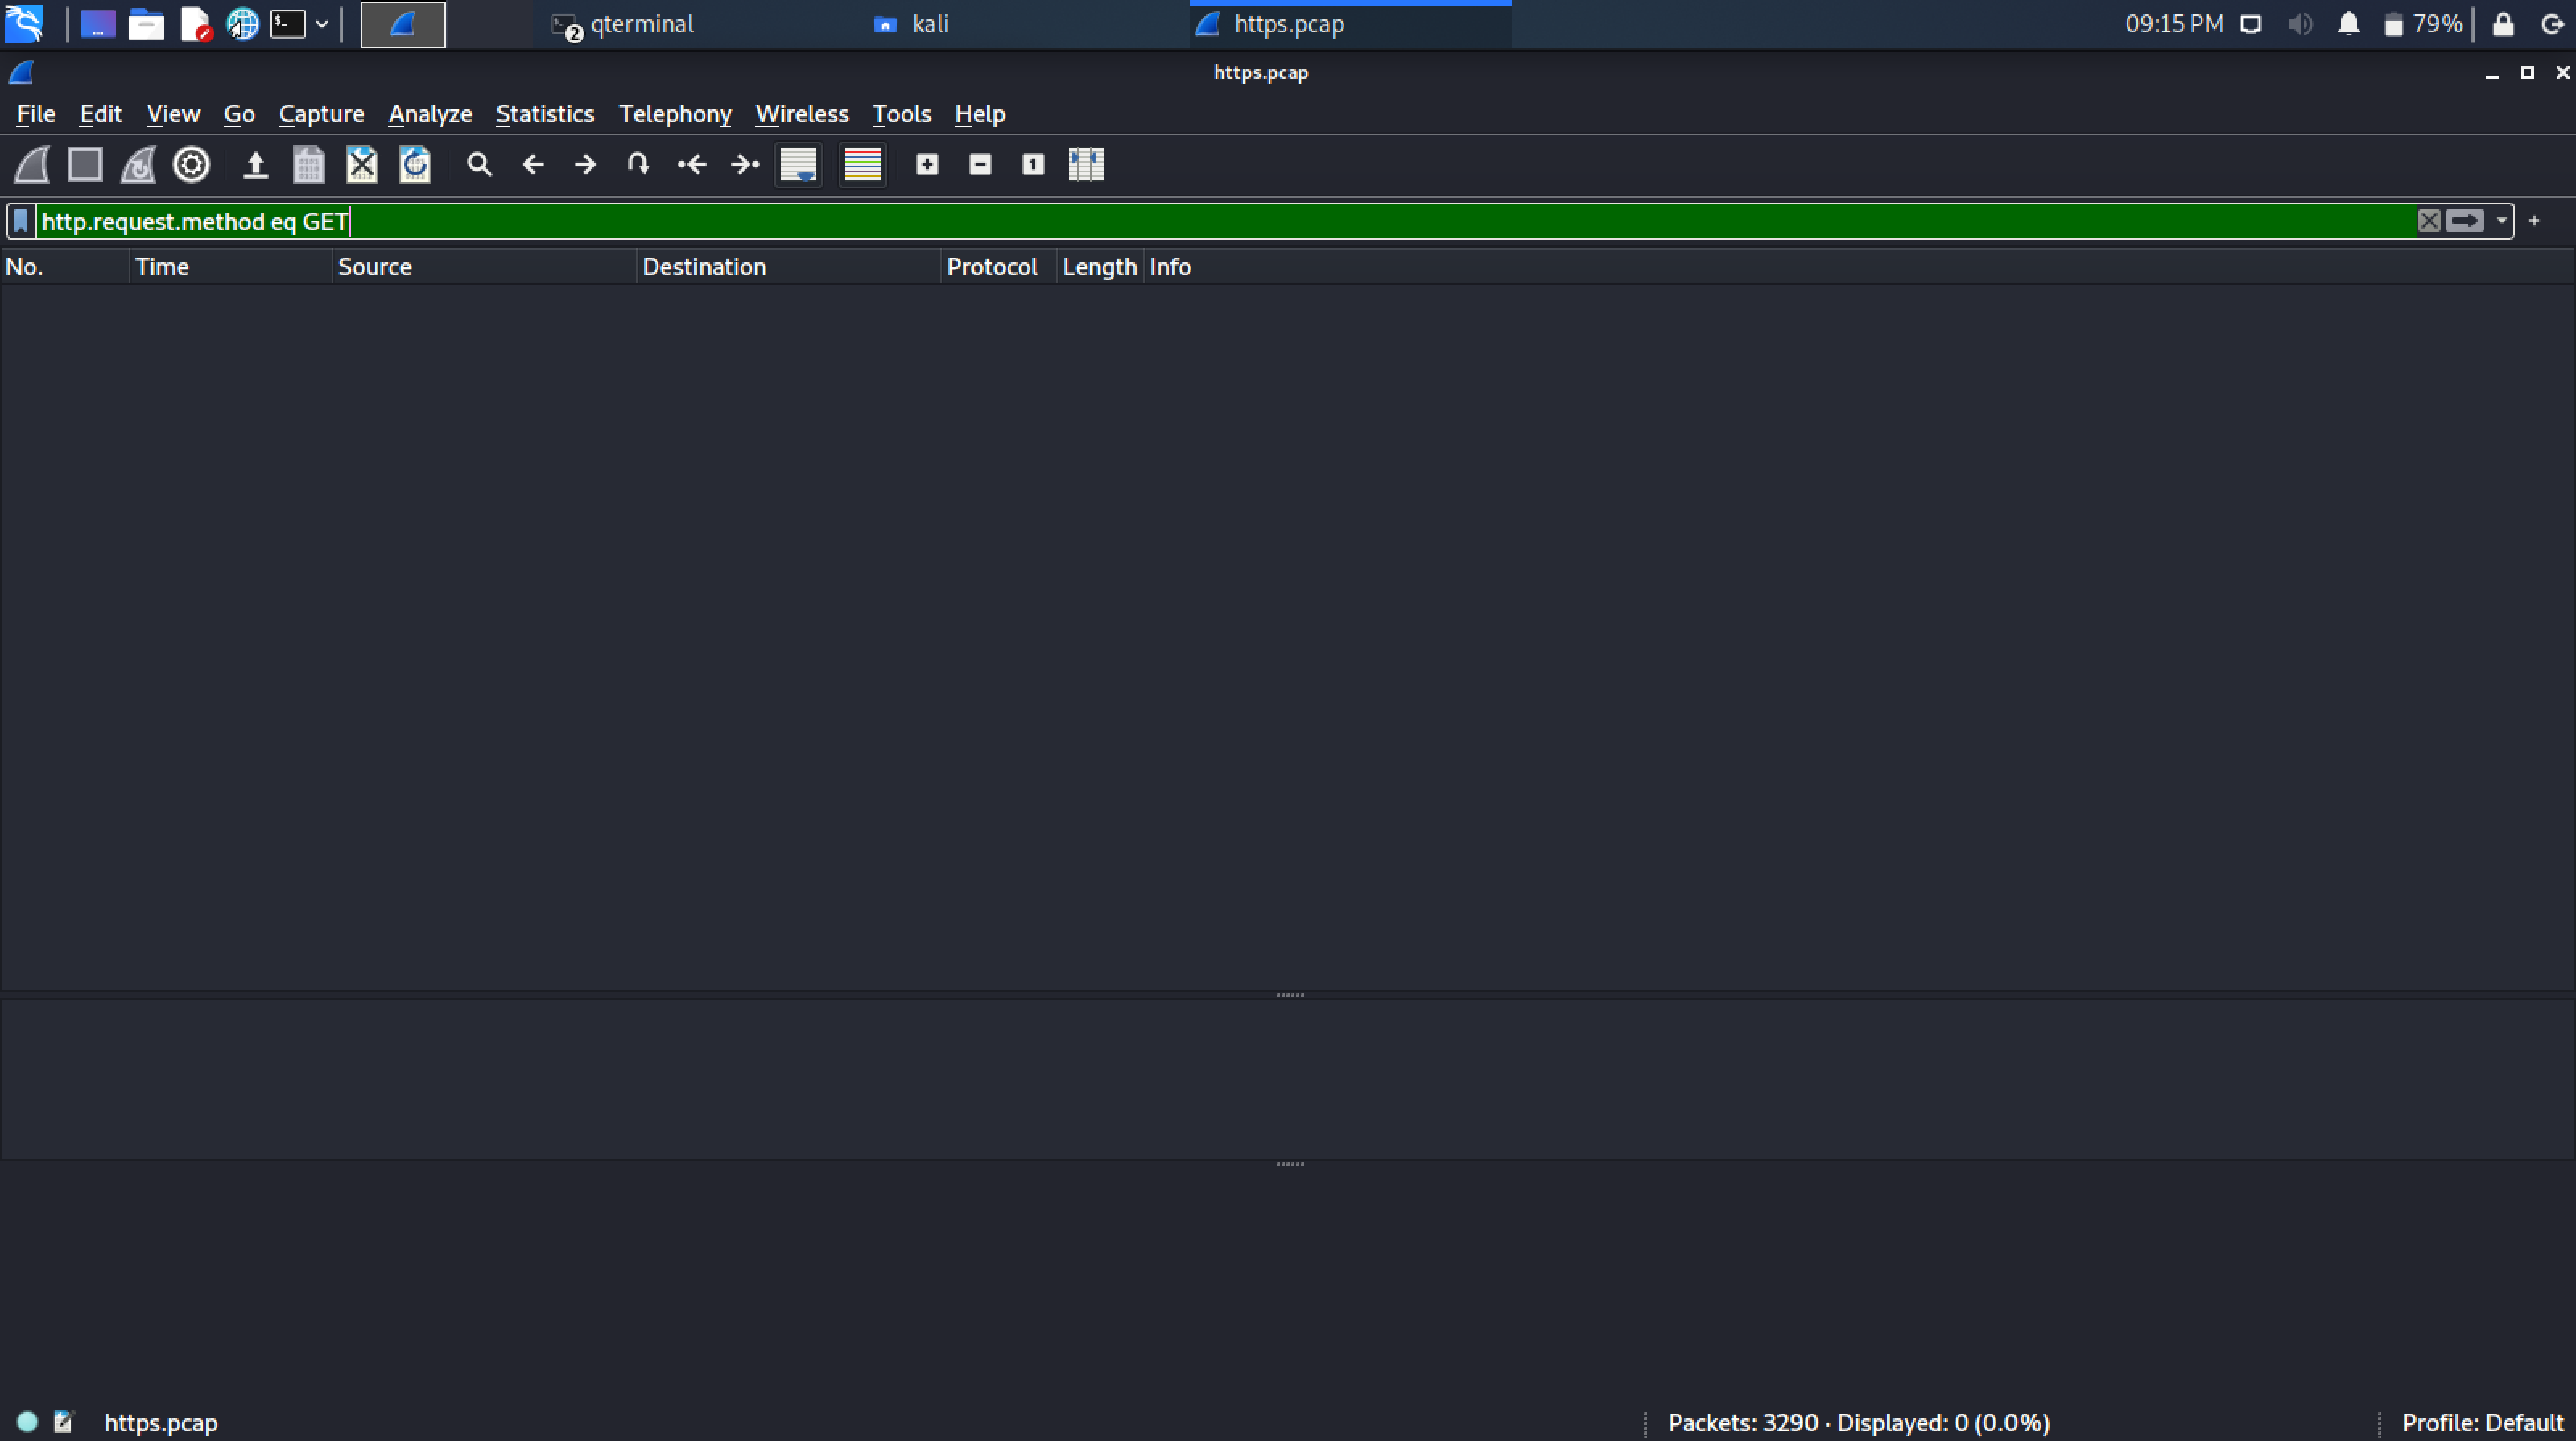 $_ 2 qterminal kali https.pcap 09:15 PM 79%
https.pcap
File Edit View Go Capture Analyze Statistics Telephony Wireless Tools Help
http.request.method eq GET
No. Time Source Destination Protocol Length Info
https.pcap Packets: 3290 · Displayed: 0 (0.0%) Profile: Default